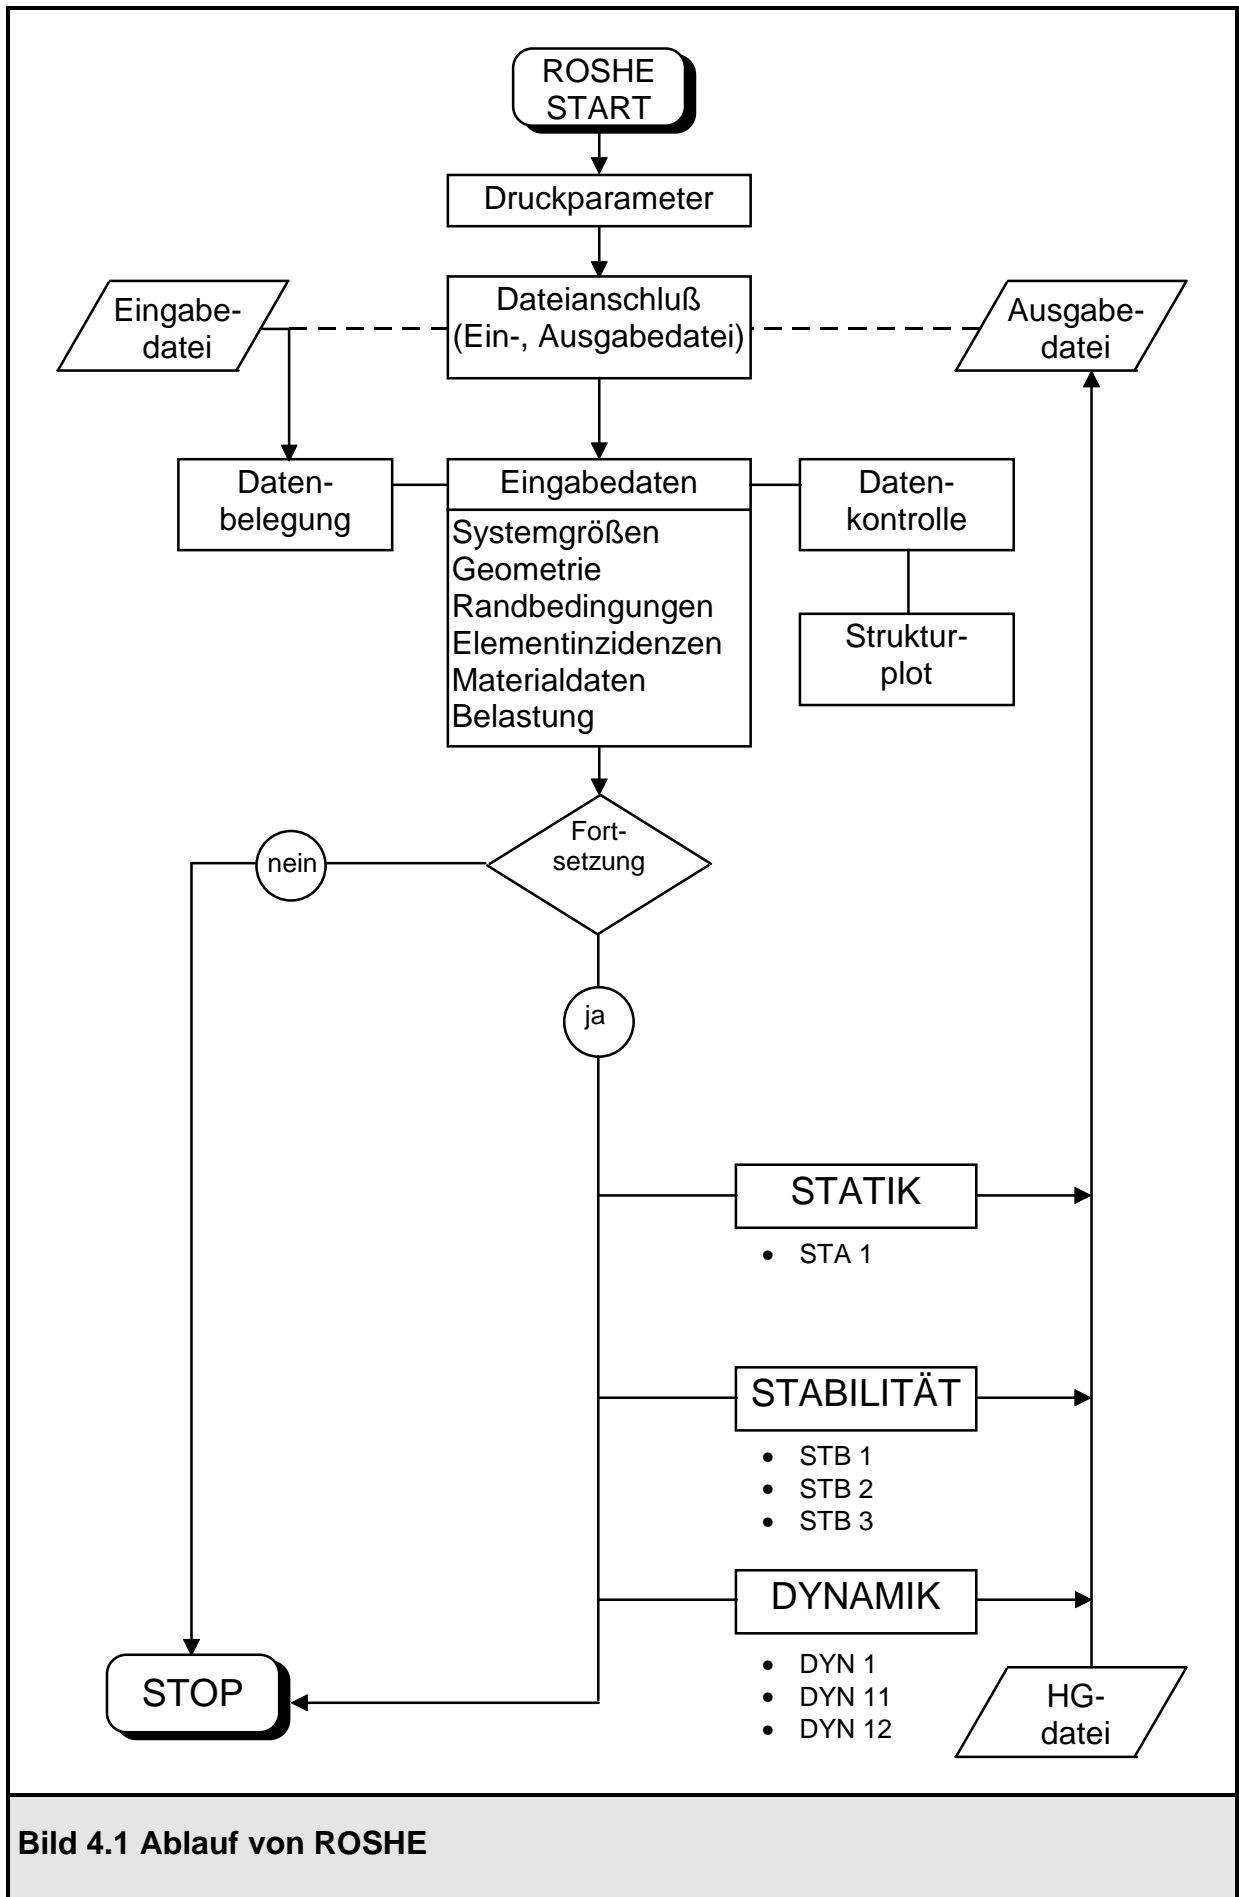 ROSHE
START
Druckparameter
Eingabe-
datei
Dateianschluß
(Ein-, Ausgabedatei)
Ausgabe-
datei
Daten-
belegung
Eingabedaten
Systemgrößen
Geometrie
Randbedingungen
Elementinzidenzen
Materialdaten
Belastung
Daten-
kontrolle
Struktur-
plot
Fort-
setzung
nein
ja
STATIK
• STA 1
STABILITÄT
• STB 1
• STB 2
• STB 3
DYNAMIK
• DYN 1
• DYN 11
• DYN 12
STOP
HG-
datei
Bild 4.1 Ablauf von ROSHE